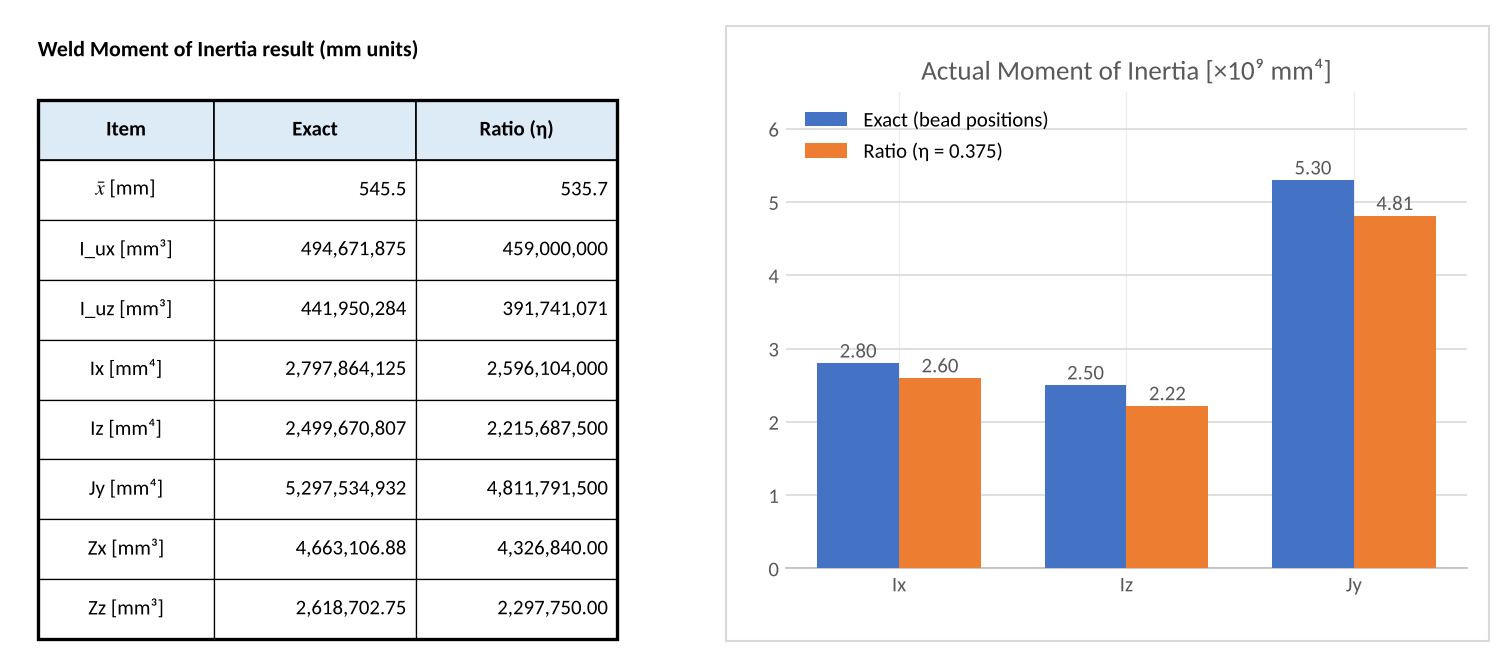 Weld Moment of Inertia result (mm units)
Item Exact Ratio (η)
x̄ [mm] 545.5 535.7
I_ux [mm³] 494,671,875 459,000,000
I_uz [mm³] 441,950,284 391,741,071
Ix [mm⁴] 2,797,864,125 2,596,104,000
Iz [mm⁴] 2,499,670,807 2,215,687,500
Jy [mm⁴] 5,297,534,932 4,811,791,500
Zx [mm³] 4,663,106.88 4,326,840.00
Zz [mm³] 2,618,702.75 2,297,750.00
Actual Moment of Inertia [×10⁹ mm⁴]
Exact (bead positions)
Ratio (η = 0.375)
6
5
4
3
2
1
0
2.80 2.60
2.50 2.22
5.30 4.81
Ix Iz Jy